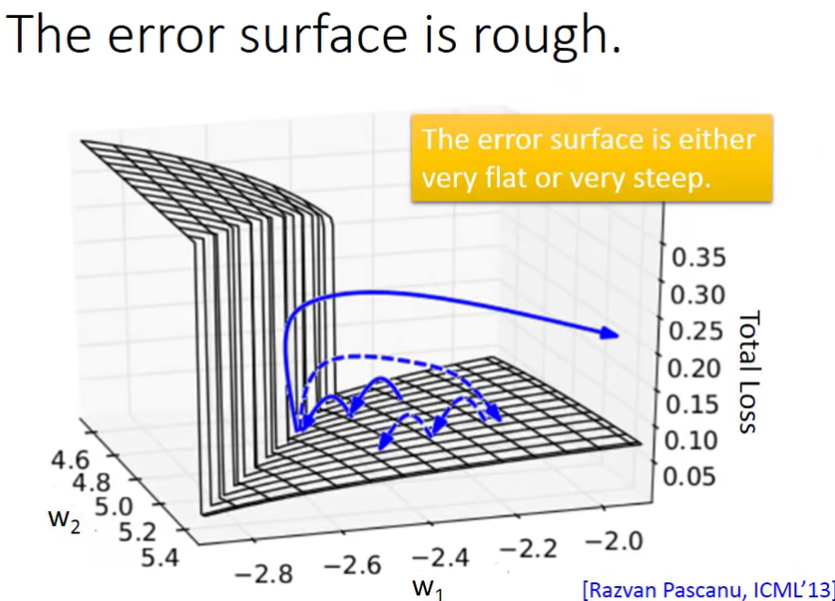 The error surface is rough.
The error surface is either
very flat or very steep.
0.35
0.30
0.25
0.20
0.15
0.10
0.05
Total Loss
4.6
4.8
5.0
5.2
5.4
w2
−2.8
−2.6
−2.4
−2.2
−2.0
w1
[Razvan Pascanu, ICML’13]